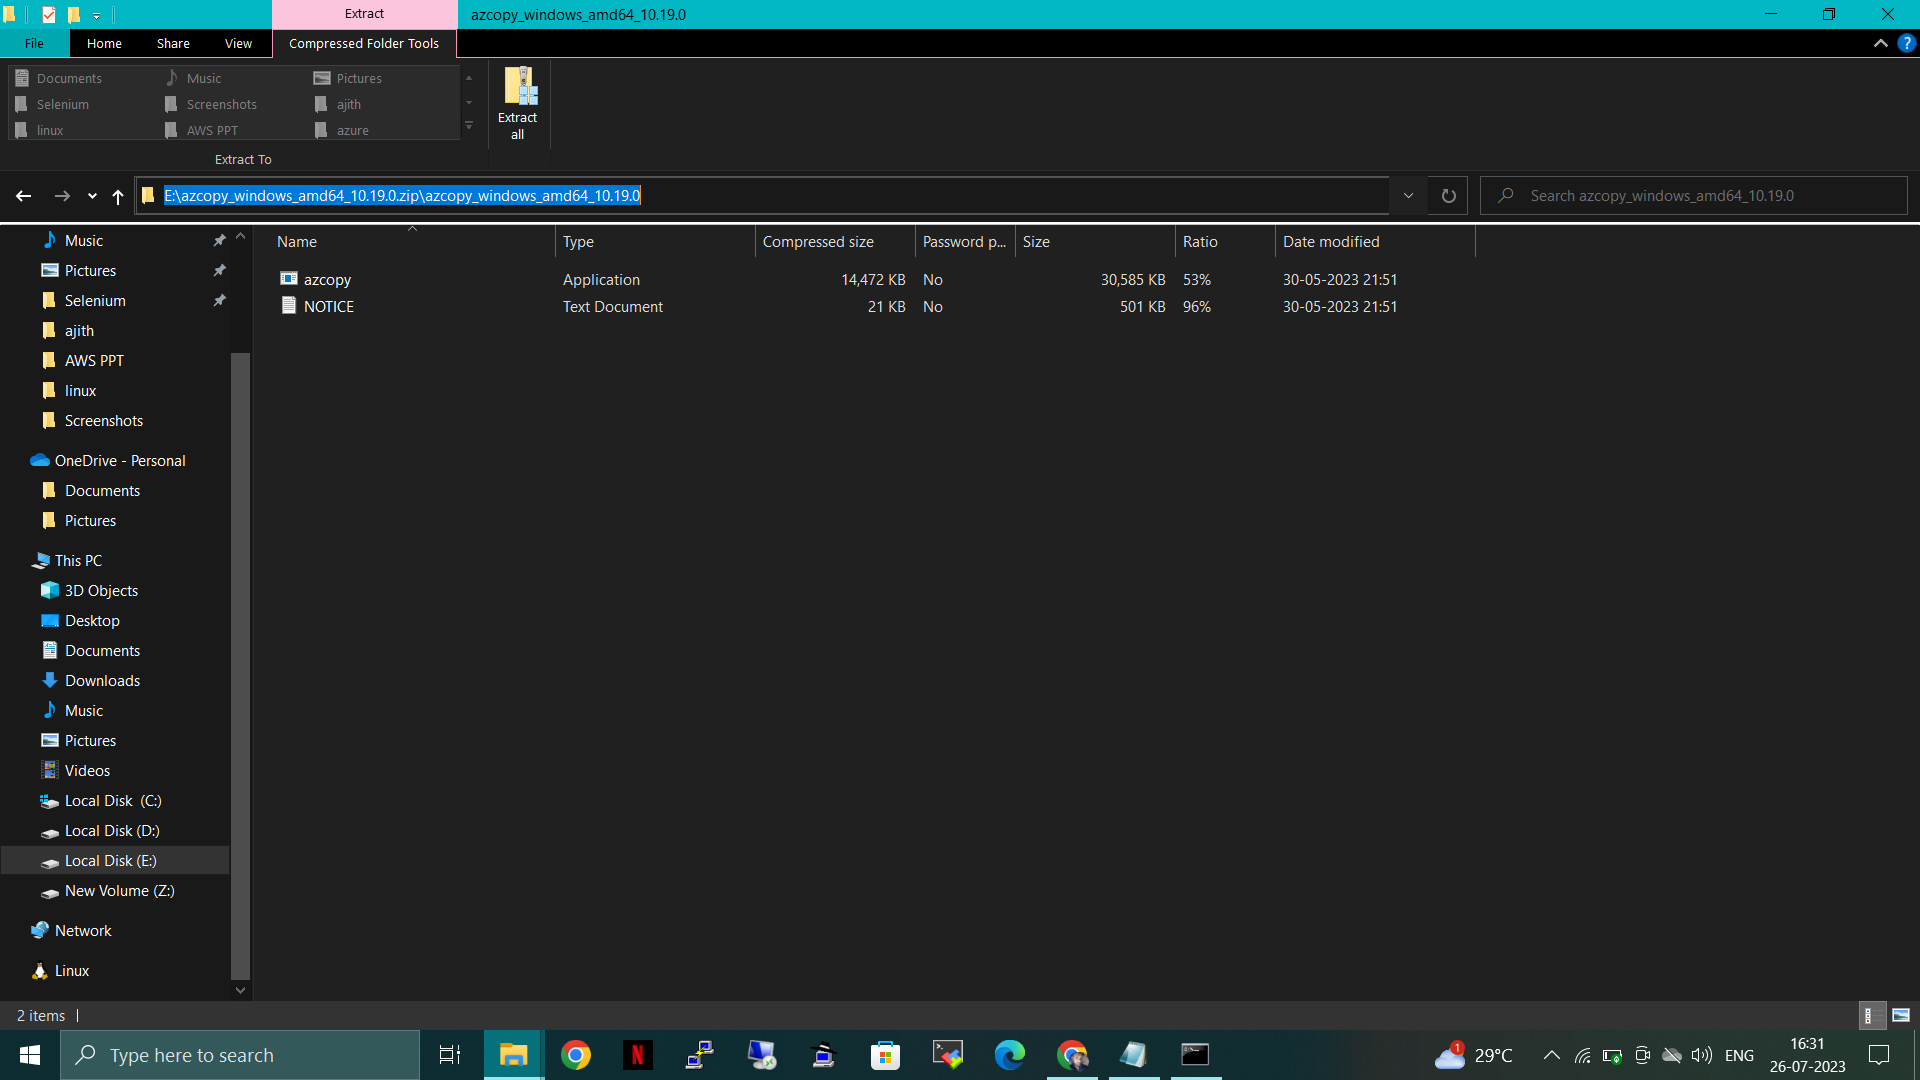 Extract
azcopy_windows_amd64_10.19.0
File
Home
Share
View
Compressed Folder Tools
Documents
Music
Pictures
Selenium
Screenshots
ajith
linux
AWS PPT
azure
Extract To
Extract
all
E:\azcopy_windows_amd64_10.19.0.zip\azcopy_windows_amd64_10.19.0
Search azcopy_windows_amd64_10.19.0
Music
Pictures
Selenium
ajith
AWS PPT
linux
Screenshots
OneDrive - Personal
Documents
Pictures
This PC
3D Objects
Desktop
Documents
Downloads
Music
Pictures
Videos
Local Disk (C:)
Local Disk (D:)
Local Disk (E:)
New Volume (Z:)
Network
Linux
Name Type Compressed size Password p... Size Ratio Date modified
azcopy Application 14,472 KB No 30,585 KB 53% 30-05-2023 21:51
NOTICE Text Document 21 KB No 501 KB 96% 30-05-2023 21:51
2 items
Type here to search
1
29°C
ENG
16:31
26-07-2023